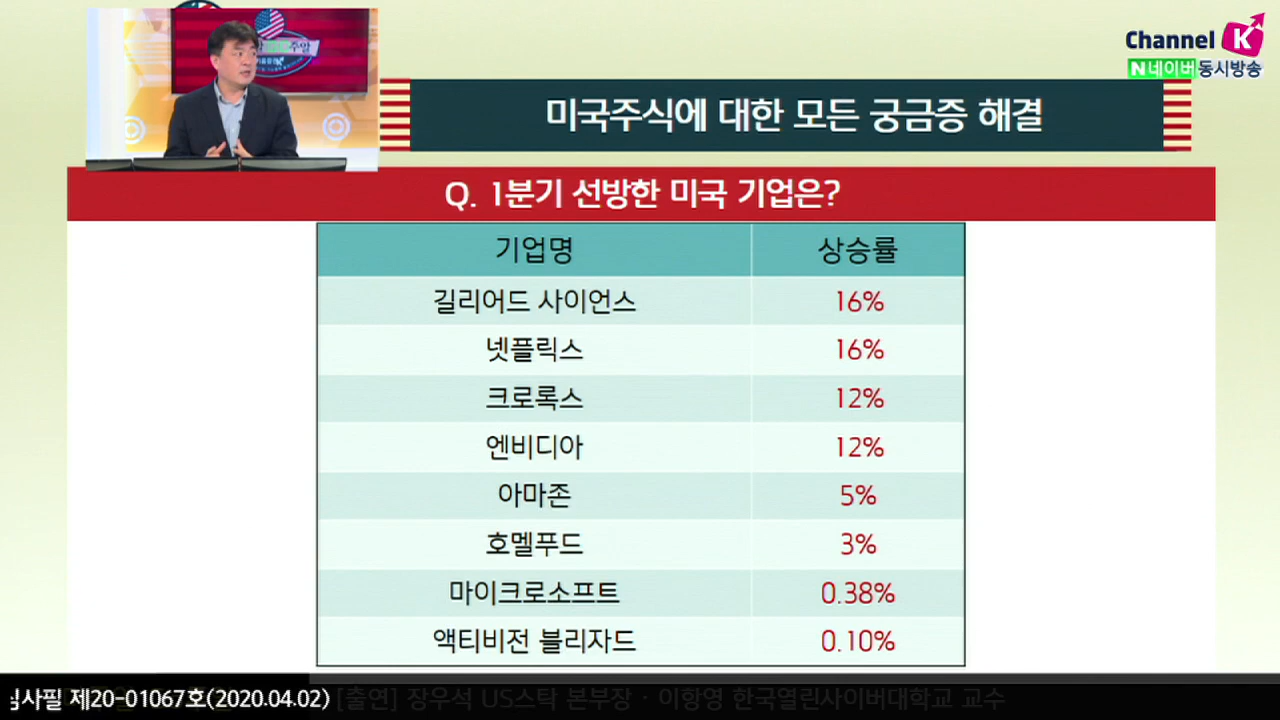 Channel K
N네이버 동시방송
주말
미국주식에 대한 모든 궁금증 해결
Q. 1분기 선방한 미국 기업은?
기업명 상승률
길리어드 사이언스 16%
넷플릭스 16%
크로록스 12%
엔비디아 12%
아마존 5%
호멜푸드 3%
마이크로소프트 0.38%
액티비전 블리자드 0.10%
사필 제20-01067호(2020.04.02) [출연] 장우석 US스탁 본부장 · 이항영 한국열린사이버대학교 교수